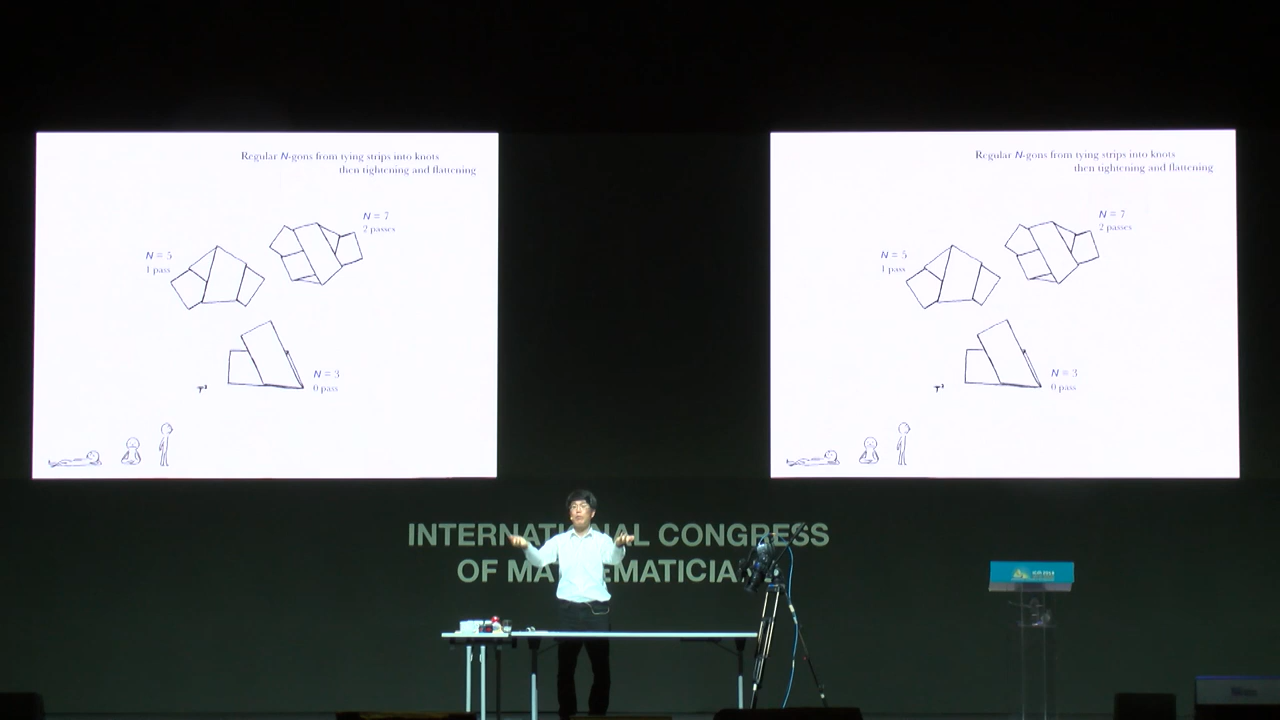 Regular N-gons from tying strips into knots
then tightening and flattening
N = 7
2 passes
N = 5
1 pass
N = 3
0 pass
Regular N-gons from tying strips into knots
then tightening and flattening
N = 7
2 passes
N = 5
1 pass
N = 3
0 pass
INTERNATIONAL CONGRESS
OF MATHEMATICIA